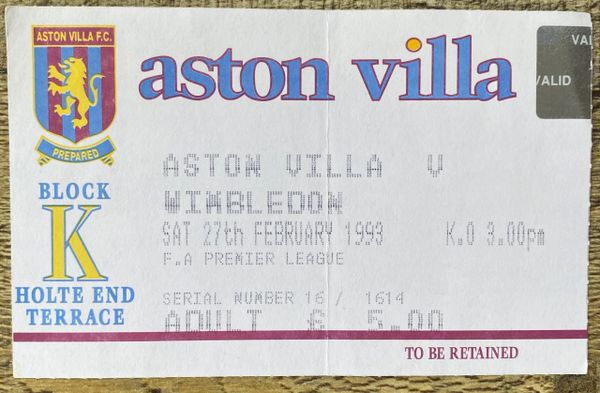 ASTON VILLA F.C.
PREPARED
aston villa
VALID
ASTON VILLA V
WIMBLEDON
SAT 27th FEBRUARY 1993 K.O 3.00pm
F.A PREMIER LEAGUE
SERIAL NUMBER 16 / 1614
ADULT £ 5.00
BLOCK
K
HOLTE END
TERRACE
TO BE RETAINED